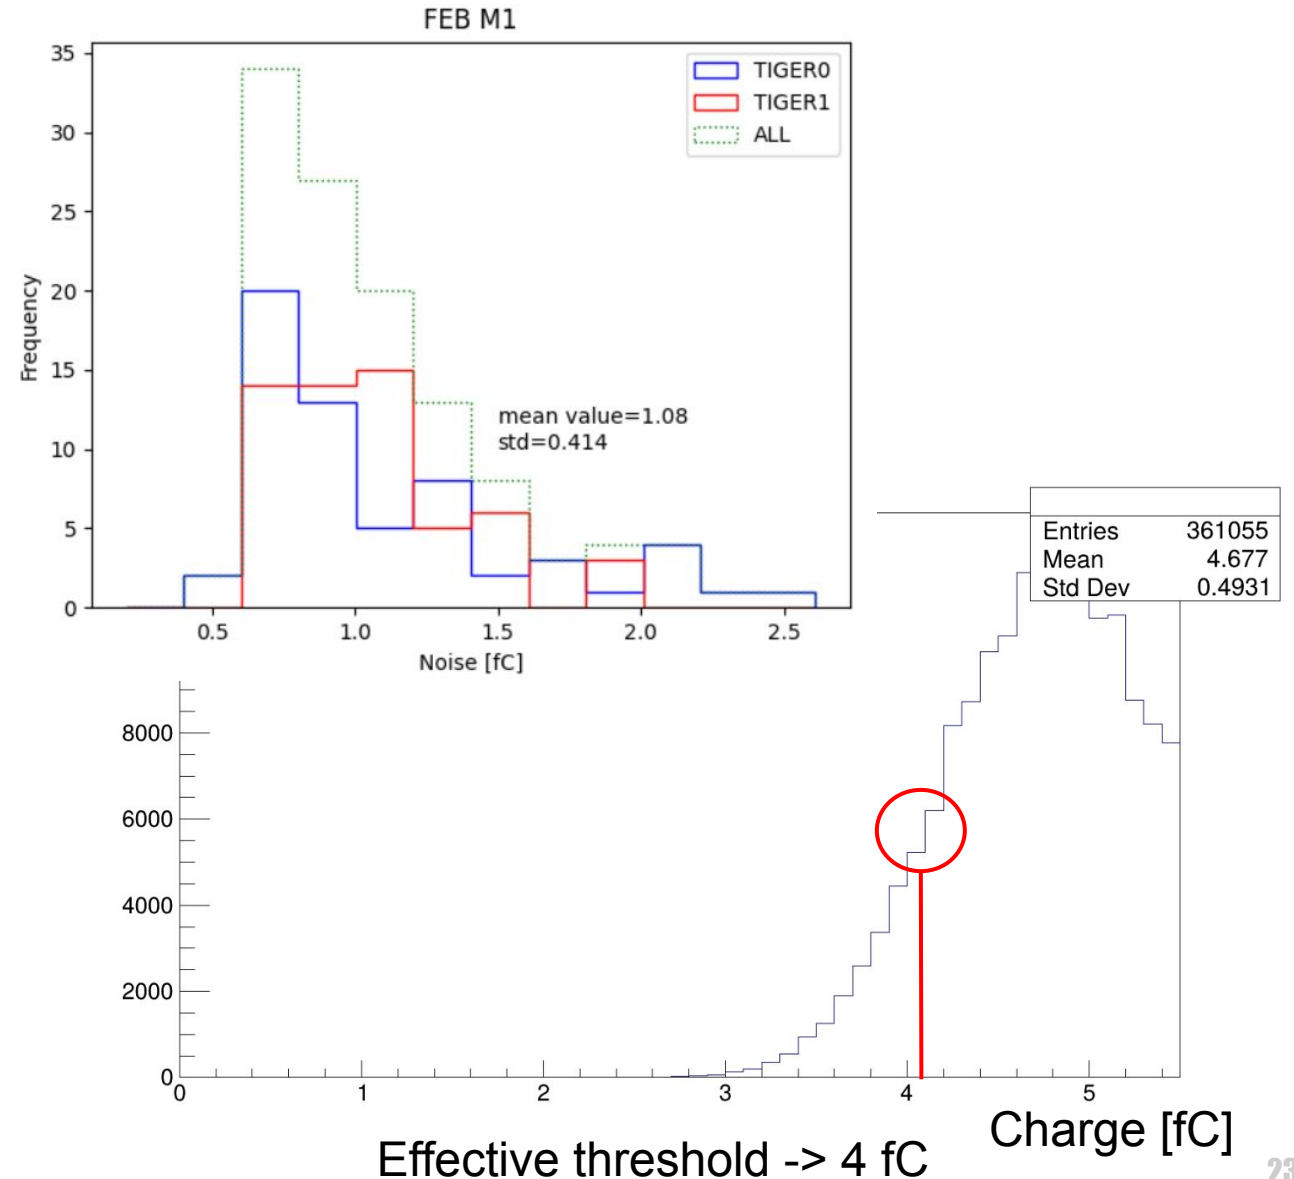 FEB M1
35
30
25
20
15
10
5
0
Frequency
TIGER0
TIGER1
ALL
mean value=1.08
std=0.414
0.5 1.0 1.5 2.0 2.5
Noise [fC]
Entries 361055
Mean 4.677
Std Dev 0.4931
8000
6000
4000
2000
0
0 1 2 3 4 5
Charge [fC]
Effective threshold -> 4 fC
23